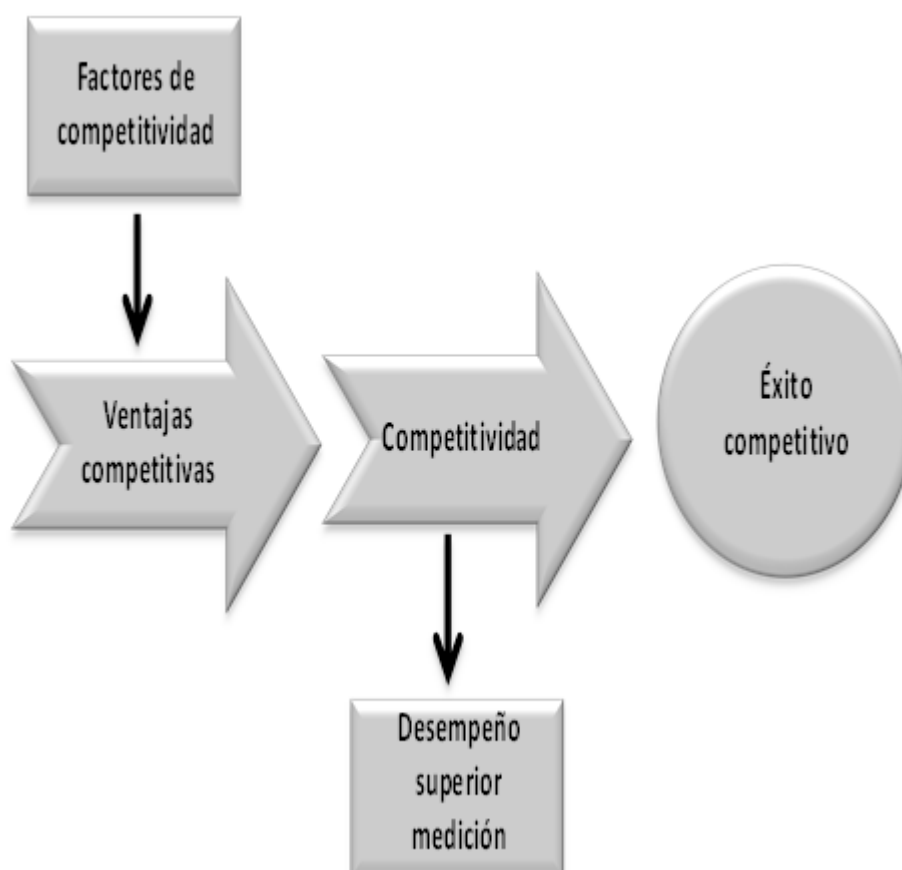 Factores de
competitividad
Ventajas
competitivas
Competitividad
Éxito
competitivo
Desempeño
superior
medición